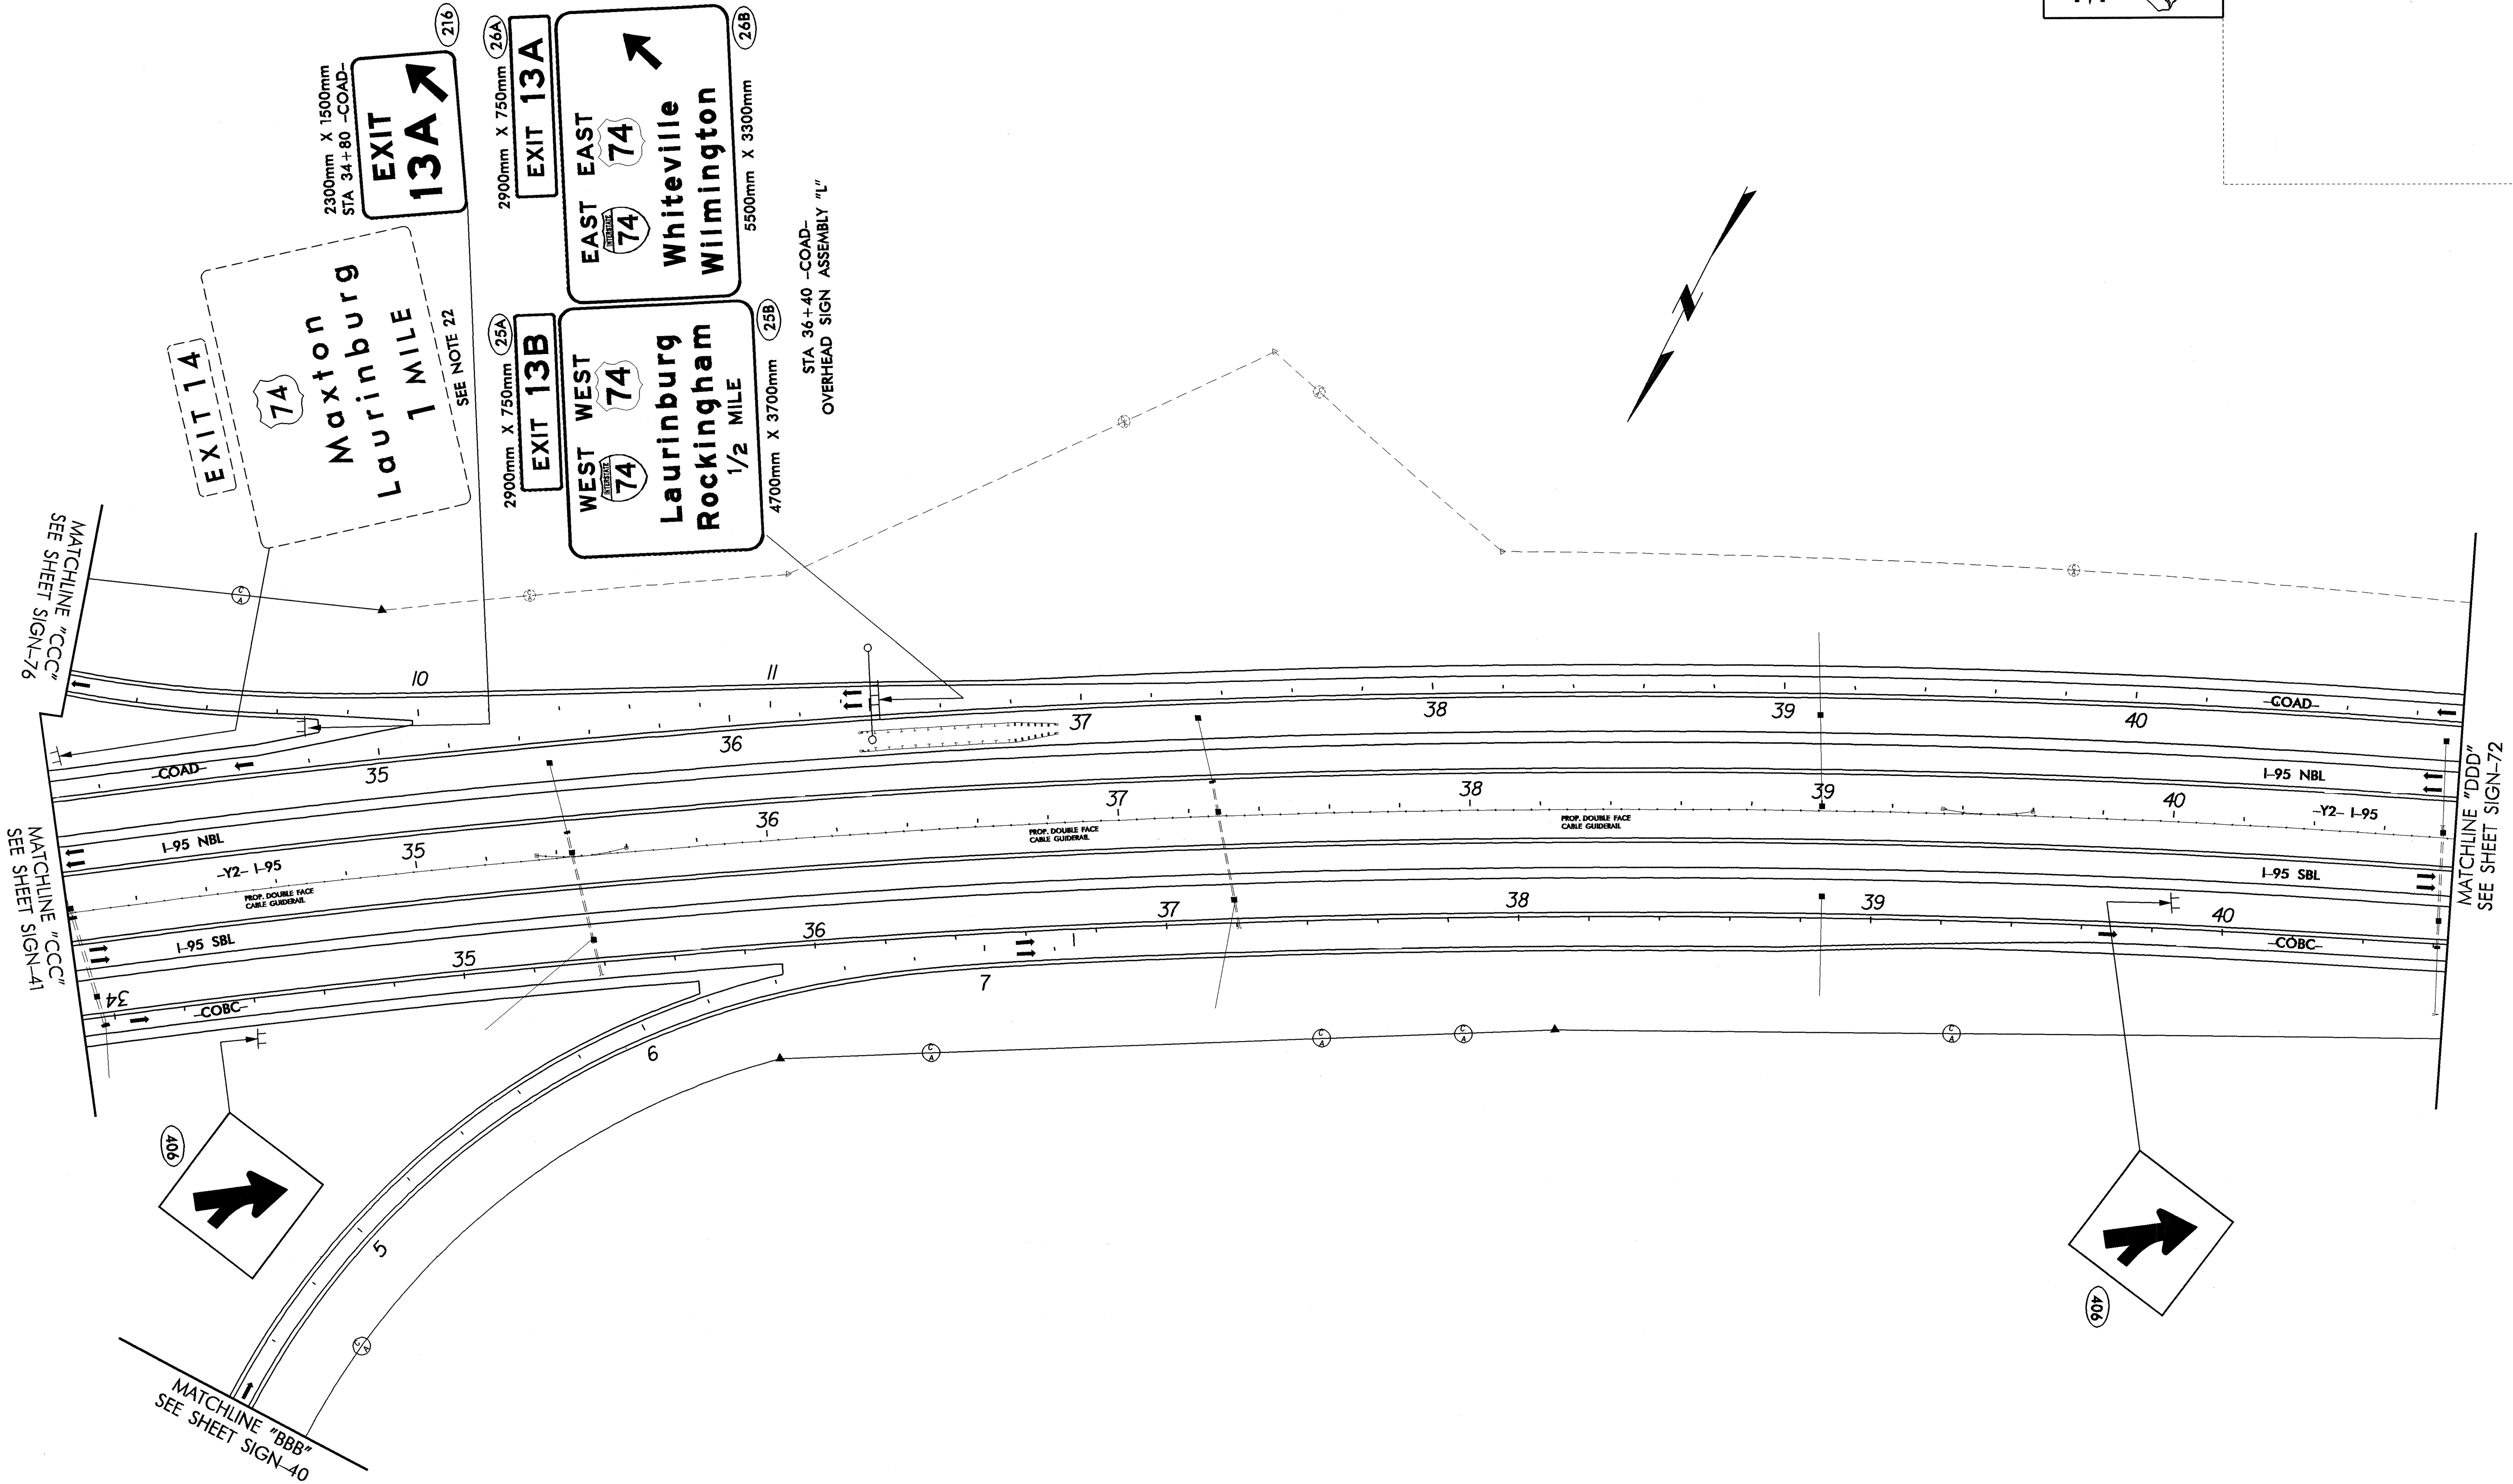 216
2300mm X 1500mm
STA 34+80 -COAD-
EXIT
13A
26A
2900mm X 750mm
EXIT 13A
26B
EAST EAST
INTERSTATE
74 74
Whiteville
Wilmington
5500mm X 3300mm
25A
2900mm X 750mm
EXIT 13B
25B
WEST WEST
INTERSTATE
74 74
Laurinburg
Rockingham
1/2 MILE
4700mm X 3700mm
STA 36+40 -COAD-
OVERHEAD SIGN ASSEMBLY "L"
EXIT 14
74
Maxton
Laurinburg
1 MILE
SEE NOTE 22
MATCHLINE "CCC"
SEE SHEET SIGN-76
C/A
C/A
C/A
C/A
C/A
10
11
35
36
37
38
39
40
-COAD-
-COAD-
I-95 NBL
I-95 NBL
35
36
37
38
39
40
-Y2- I-95
-Y2- I-95
PROP. DOUBLE FACE
CABLE GUIDERAIL
PROP. DOUBLE FACE
CABLE GUIDERAIL
PROP. DOUBLE FACE
CABLE GUIDERAIL
I-95 SBL
I-95 SBL
34
35
36
37
38
39
40
-COBC-
-COBC-
7
6
5
C/A
C/A
C/A
C/A
C/A
MATCHLINE "CCC"
SEE SHEET SIGN-41
MATCHLINE "DDD"
SEE SHEET SIGN-72
406
406
MATCHLINE "BBB"
SEE SHEET SIGN-40